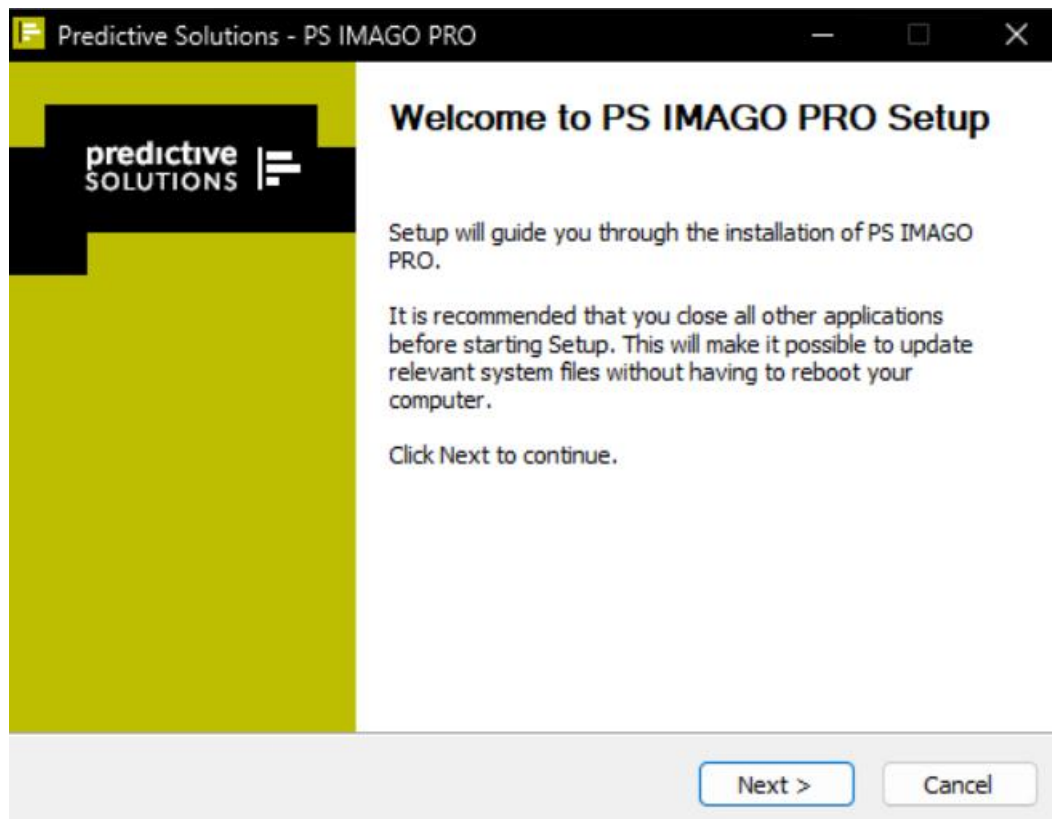 Predictive Solutions - PS IMAGO PRO
predictive
SOLUTIONS
Welcome to PS IMAGO PRO Setup
Setup will guide you through the installation of PS IMAGO
PRO.
It is recommended that you close all other applications
before starting Setup. This will make it possible to update
relevant system files without having to reboot your
computer.
Click Next to continue.
Next >
Cancel